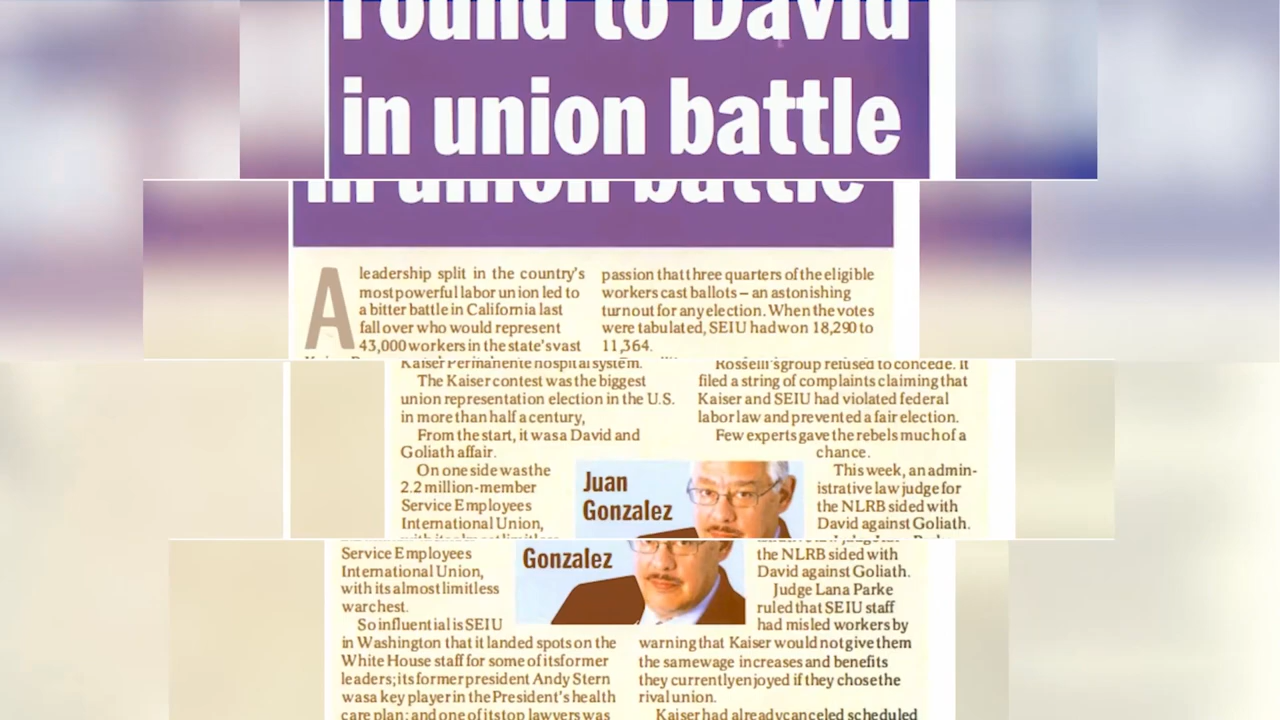 round to David
in union battle
in union battle
A leadership split in the country's
most powerful labor union led to
a bitter battle in California last
fall over who would represent
43,000 workers in the state's vast
passion that three quarters of the eligible
workers cast ballots – an astonishing
turnout for any election. When the votes
were tabulated, SEIU had won 18,290 to
11,364.
Kaiser Permanente hospital system.
The Kaiser contest was the biggest
union representation election in the U.S.
in more than half a century,
From the start, it was a David and
Goliath affair.
On one side was the
2.2 million-member
Service Employees
International Union,
with its almost limitless
Juan
Gonzalez
Rosselli's group refused to concede. It
filed a string of complaints claiming that
Kaiser and SEIU had violated federal
labor law and prevented a fair election.
Few experts gave the rebels much of a
chance.
This week, an admin-
istrative law judge for
the NLRB sided with
David against Goliath.
Service Employees
International Union,
with its almost limitless
warchest.
So influential is SEIU
in Washington that it landed spots on the
White House staff for some of its former
leaders; its former president Andy Stern
was a key player in the President's health
care plan; and one of its top lawyers was
Gonzalez
the NLRB sided with
David against Goliath.
Judge Lana Parke
ruled that SEIU staff
had misled workers by
warning that Kaiser would not give them
the same wage increases and benefits
they currently enjoyed if they chose the
rival union.
Kaiser had already canceled scheduled